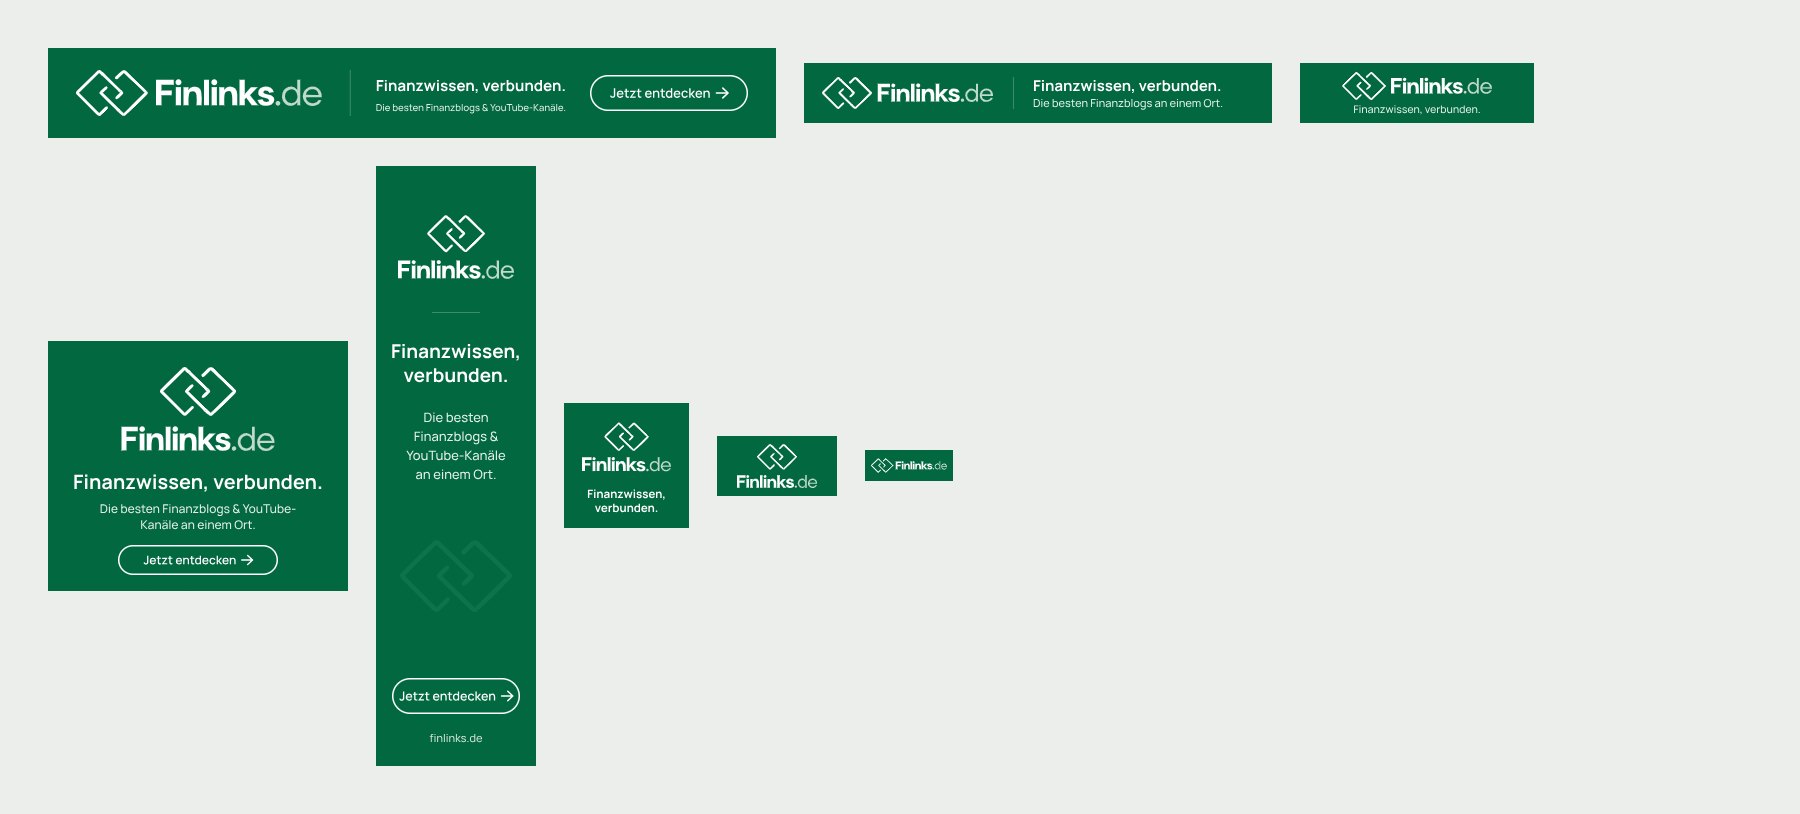 Finlinks.de
Finanzwissen, verbunden.
Die besten Finanzblogs & YouTube-Kanäle.
Jetzt entdecken →
Finlinks.de
Finanzwissen, verbunden.
Die besten Finanzblogs an einem Ort.
Finlinks.de
Finanzwissen, verbunden.
Finlinks.de
Finanzwissen, verbunden.
Die besten Finanzblogs & YouTube-
Kanäle an einem Ort.
Jetzt entdecken →
Finlinks.de
Finanzwissen,
verbunden.
Die besten
Finanzblogs &
YouTube-Kanäle
an einem Ort.
Jetzt entdecken →
finlinks.de
Finlinks.de
Finanzwissen,
verbunden.
Finlinks.de
Finlinks.de